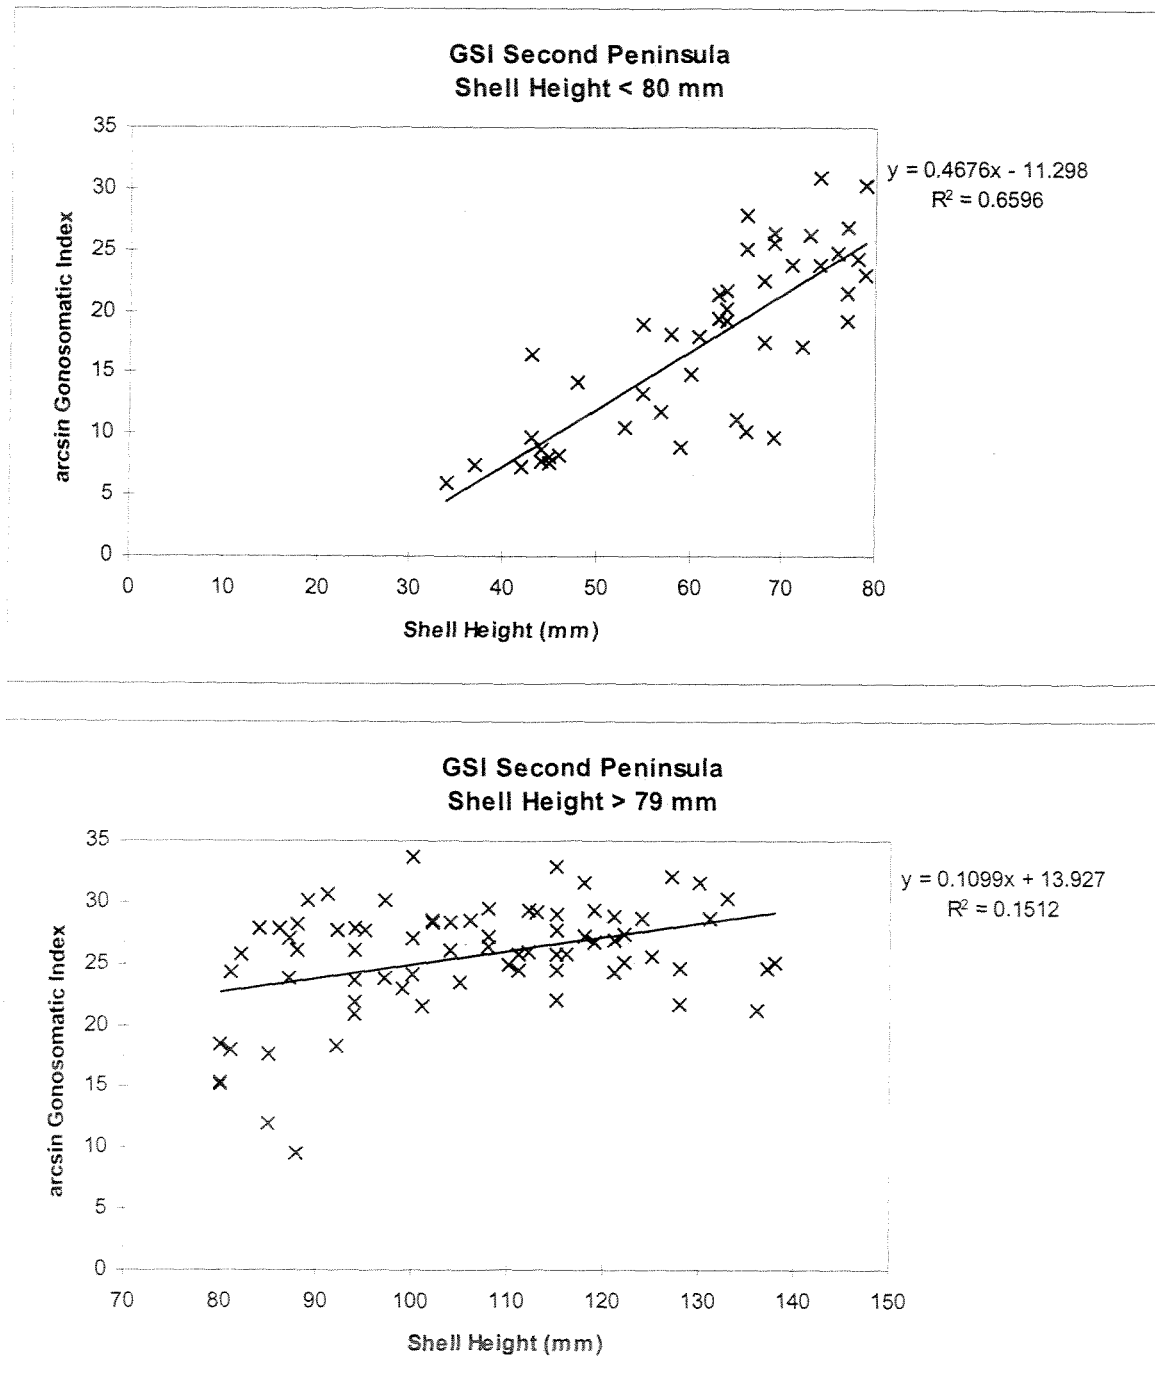 GSI Second Peninsula
Shell Height < 80 mm
35
30
25
20
15
10
5
0
arcsin Gonosomatic Index
y = 0.4676x - 11.298
R² = 0.6596
0 10 20 30 40 50 60 70 80
Shell Height (mm)
GSI Second Peninsula
Shell Height > 79 mm
35
30
25
20
15
10
5
0
arcsin Gonosomatic Index
y = 0.1099x + 13.927
R² = 0.1512
70 80 90 100 110 120 130 140 150
Shell Height (mm)